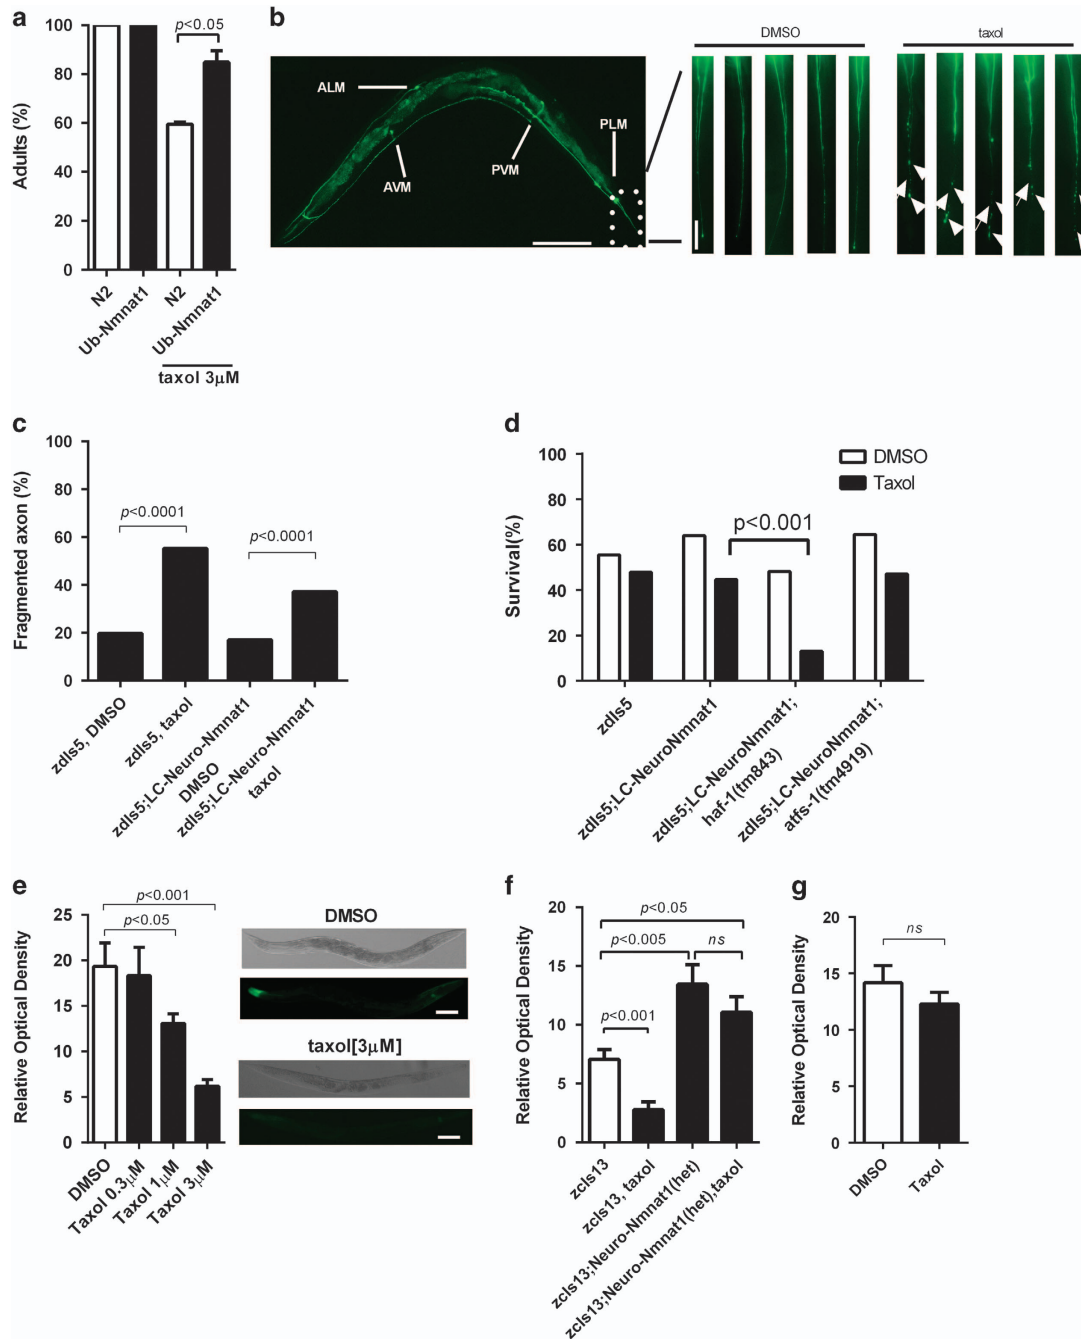 a
Adults (%)
100
80
60
40
20
0
p<0.05
N2
Ub-Nmnat1
N2
Ub-Nmnat1
taxol 3μM
b
ALM
AVM
PVM
PLM
DMSO
taxol
c
Fragmented axon (%)
100
80
60
40
20
0
p<0.0001
p<0.0001
zdIs5, DMSO
zdIs5, taxol
zdIs5;LC-Neuro-Nmnat1
DMSO
zdIs5;LC-Neuro-Nmnat1
taxol
d
DMSO
Taxol
Survival(%)
100
80
60
40
20
0
p<0.001
zdIs5
zdIs5;LC-NeuroNmnat1
zdIs5;LC-NeuroNmnat1;
haf-1(tm843)
zdIs5;LC-NeuroNmnat1;
atfs-1(tm4919)
e
Relative Optical Density
25
20
15
10
5
0
p<0.001
p<0.05
DMSO
Taxol 0.3μM
Taxol 1μM
Taxol 3μM
DMSO
taxol[3μM]
f
Relative Optical Density
20
15
10
5
0
p<0.05
p<0.005
ns
p<0.001
zcIs13
zcIs13, taxol
zcIs13;Neuro-Nmnat1(het)
zcIs13;Neuro-Nmnat1(het),taxol
g
Relative Optical Density
20
15
10
5
0
ns
DMSO
Taxol